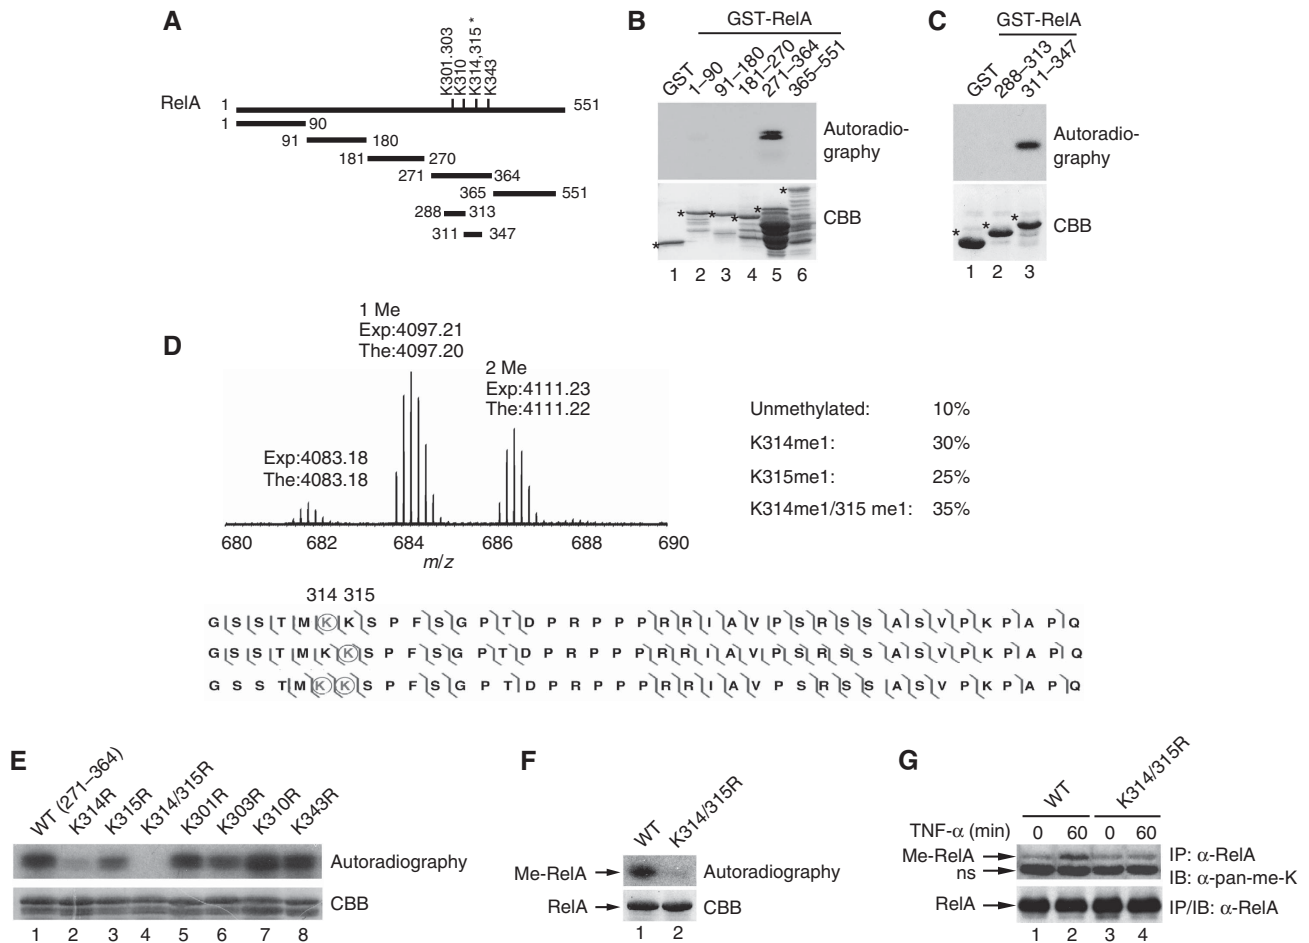 A
K301.303
K310
K314,315 *
K343
RelA
1
551
1
90
91
180
181
270
271
364
365
551
288
313
311
347
B
GST-RelA
GST
1–90
91–180
181–270
271–364
365–551
Autoradio-
graphy
* * * * * *
CBB
1 2 3 4 5 6
C
GST-RelA
GST
288–313
311–347
Autoradio-
graphy
* * *
CBB
1 2 3
D
1 Me
Exp:4097.21
The:4097.20
2 Me
Exp:4111.23
The:4111.22
Exp:4083.18
The:4083.18
680 682 684 686 688 690
m/z
Unmethylated: 10%
K314me1: 30%
K315me1: 25%
K314me1/315 me1: 35%
314 315
G S S T M K K S P F S G P T D P R P P P R R I A V P S R S S A S V P K P A P Q
G S S T M K K S P F S G P T D P R P P P R R I A V P S R S S A S V P K P A P Q
G S S T M K K S P F S G P T D P R P P P R R I A V P S R S S A S V P K P A P Q
E
WT (271–364)
K314R
K315R
K314/315R
K301R
K303R
K310R
K343R
Autoradiography
CBB
1 2 3 4 5 6 7 8
F
WT
K314/315R
Me-RelA
Autoradiography
RelA
CBB
1 2
G
WT
K314/315R
TNF-α (min) 0 60 0 60
Me-RelA
ns
IP: α-RelA
IB: α-pan-me-K
RelA
IP/IB: α-RelA
1 2 3 4